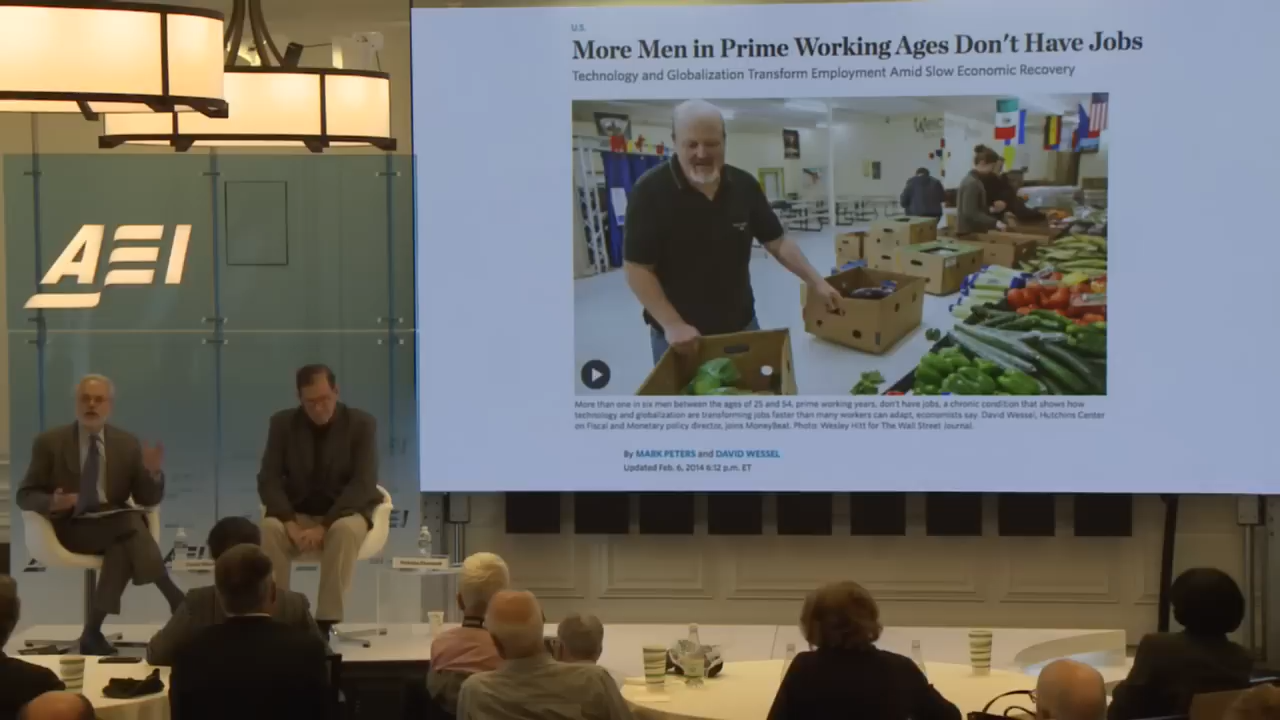 U.S.
More Men in Prime Working Ages Don't Have Jobs
Technology and Globalization Transform Employment Amid Slow Economic Recovery
AEI
More than one in six men between the ages of 25 and 54, prime working years, don't have jobs, a chronic condition that shows how
technology and globalization are transforming jobs faster than many workers can adapt, economists say. David Wessel, Hutchins Center
on Fiscal and Monetary policy director, joins MoneyBeat. Photo: Wesley Hitt for The Wall Street Journal.
By MARK PETERS and DAVID WESSEL
Updated Feb. 6, 2014 6:12 p.m. ET